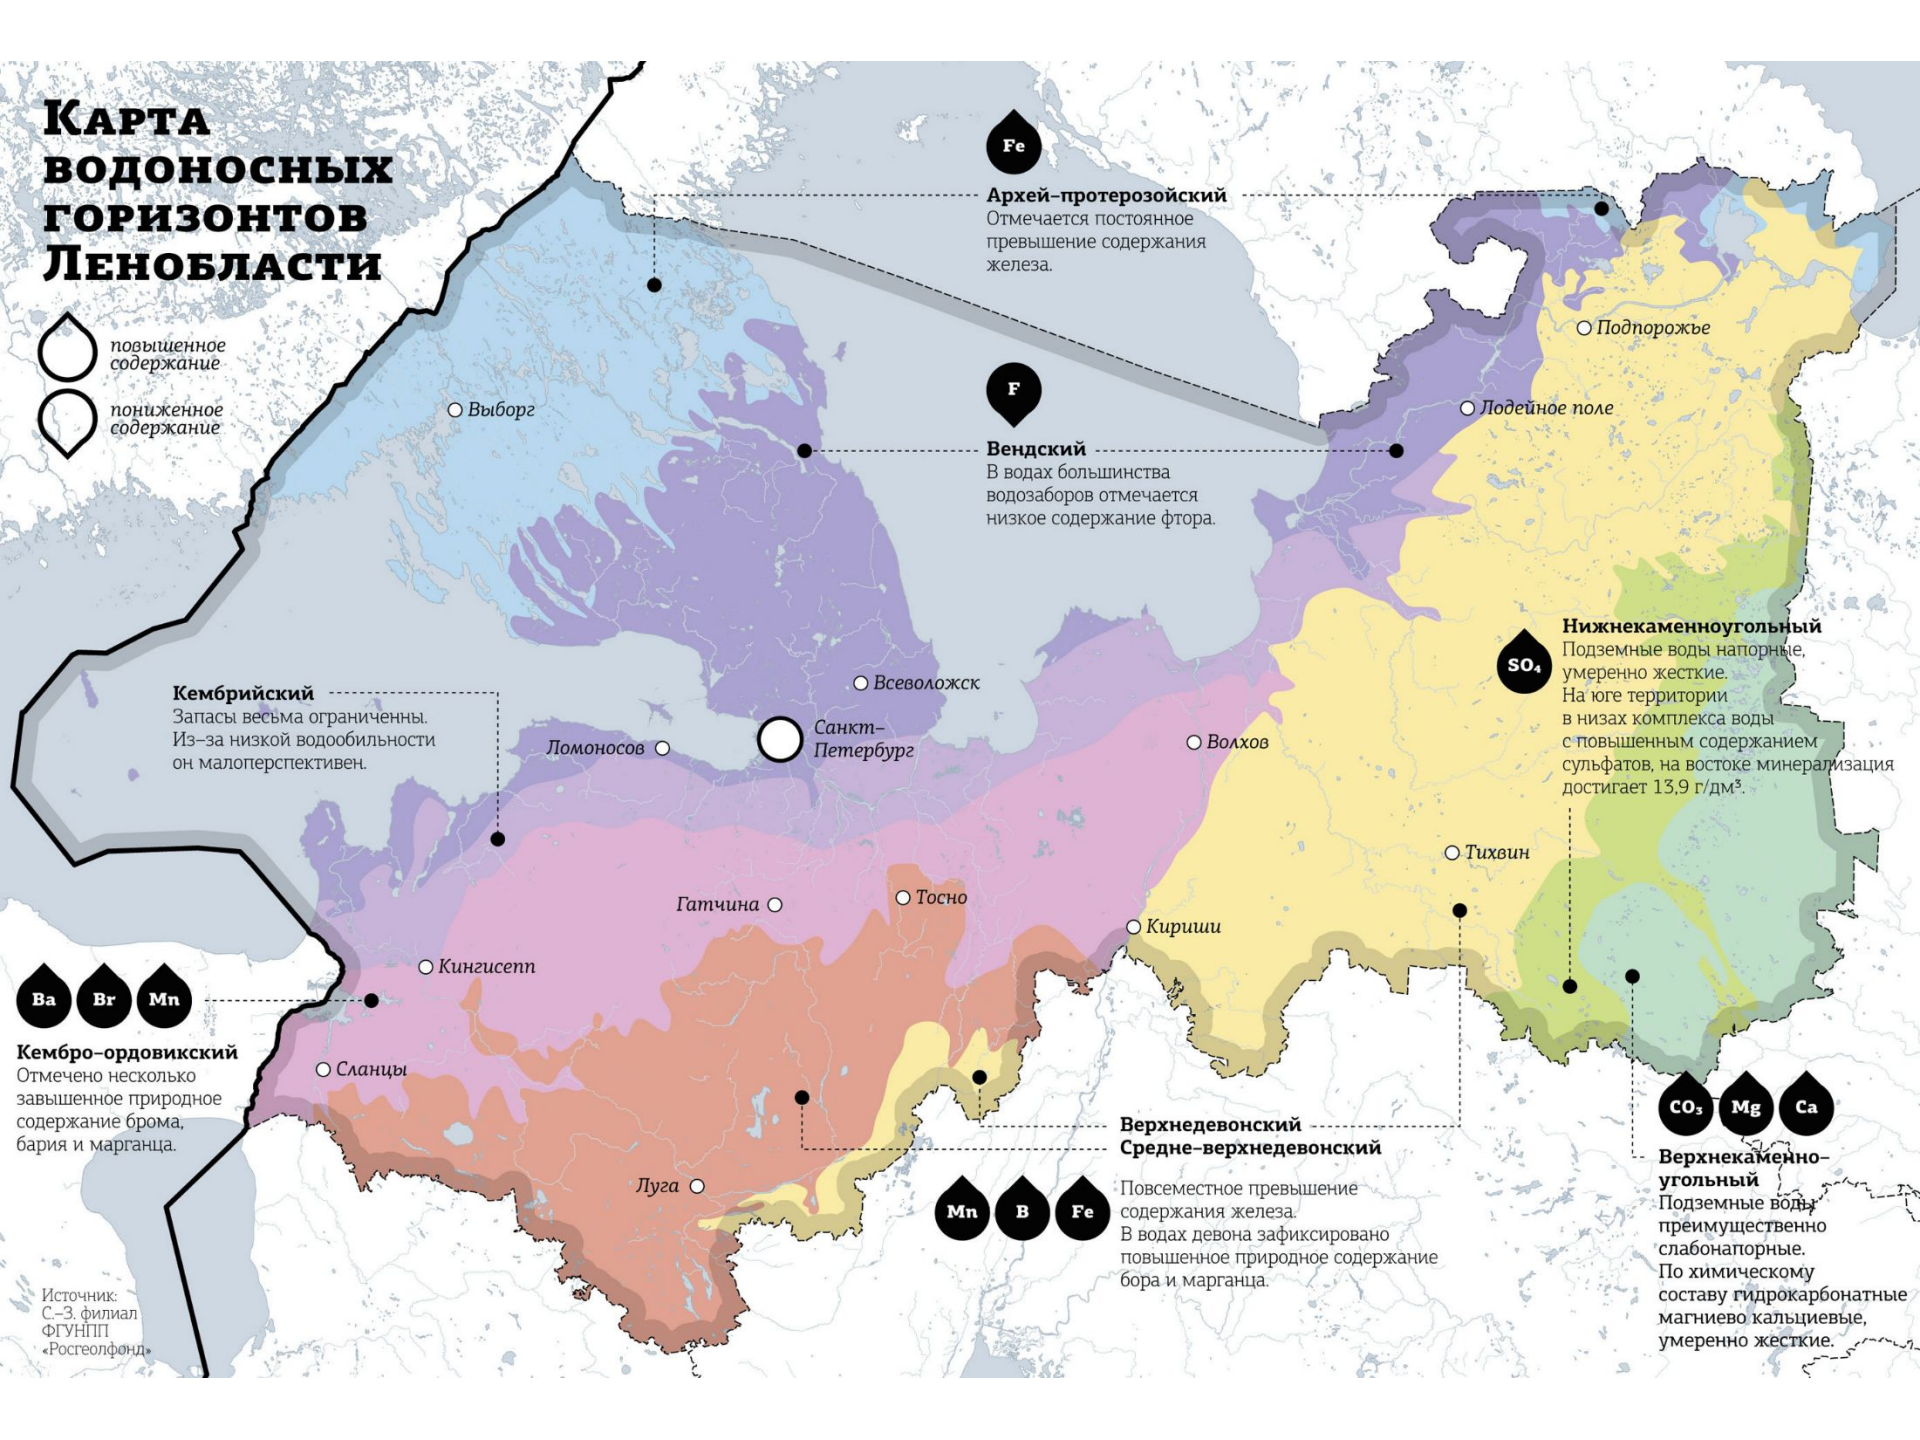 Карта
водоносных
горизонтов
Ленобласти
повышенное
содержание
пониженное
содержание
Fe
Архей-протерозойский
Отмечается постоянное
превышение содержания
железа.
F
Вендский
В водах большинства
водозаборов отмечается
низкое содержание фтора.
Подпорожье
Лодейное поле
Выборг
SO₄
Нижнекаменноугольный
Подземные воды напорные,
умеренно жесткие.
На юге территории
в низах комплекса воды
с повышенным содержанием
сульфатов, на востоке минерализация
достигает 13,9 г/дм³.
Кембрийский
Запасы весьма ограниченны.
Из-за низкой водообильности
он малоперспективен.
Всеволожск
Ломоносов
Санкт-
Петербург
Волхов
Тихвин
Гатчина
Тосно
Кириши
Кингисепп
Сланцы
Луга
Ba
Br
Mn
Кембро-ордовикский
Отмечено несколько
завышенное природное
содержание брома,
бария и марганца.
Верхнедевонский
Средне-верхнедевонский
Mn
B
Fe
Повсеместное превышение
содержания железа.
В водах девона зафиксировано
повышенное природное содержание
бора и марганца.
CO₃
Mg
Ca
Верхнекаменно-
угольный
Подземные воды
преимущественно
слабонапорные.
По химическому
составу гидрокарбонатные
магниево кальциевые,
умеренно жесткие.
Источник:
С.-З. филиал
ФГУНПП
«Росгеолфонд»